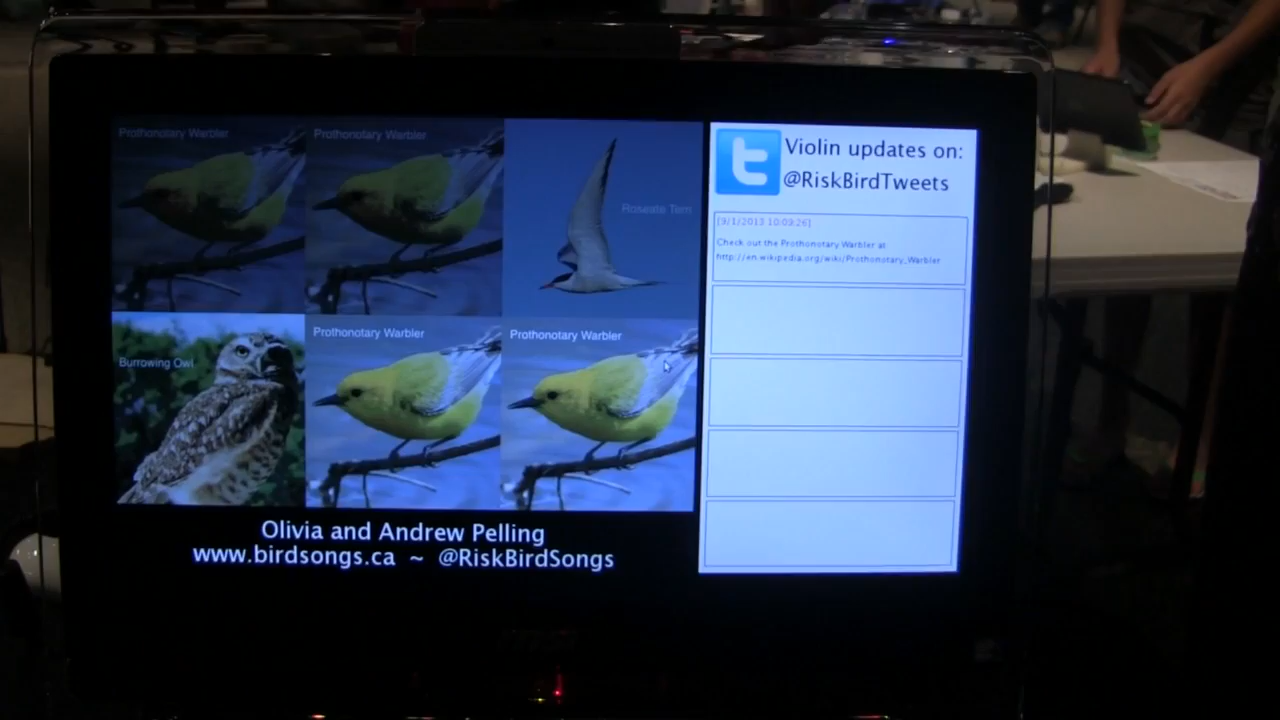 Prothonotary Warbler
Prothonotary Warbler
Roseate Tern
Burrowing Owl
Prothonotary Warbler
Prothonotary Warbler
Olivia and Andrew Pelling
www.birdsongs.ca ~ @RiskBirdSongs
Violin updates on:
@RiskBirdTweets
[9/1/2013 10:09:26]
Check out the Prothonotary Warbler at
http://en.wikipedia.org/wiki/Prothonotary_Warbler